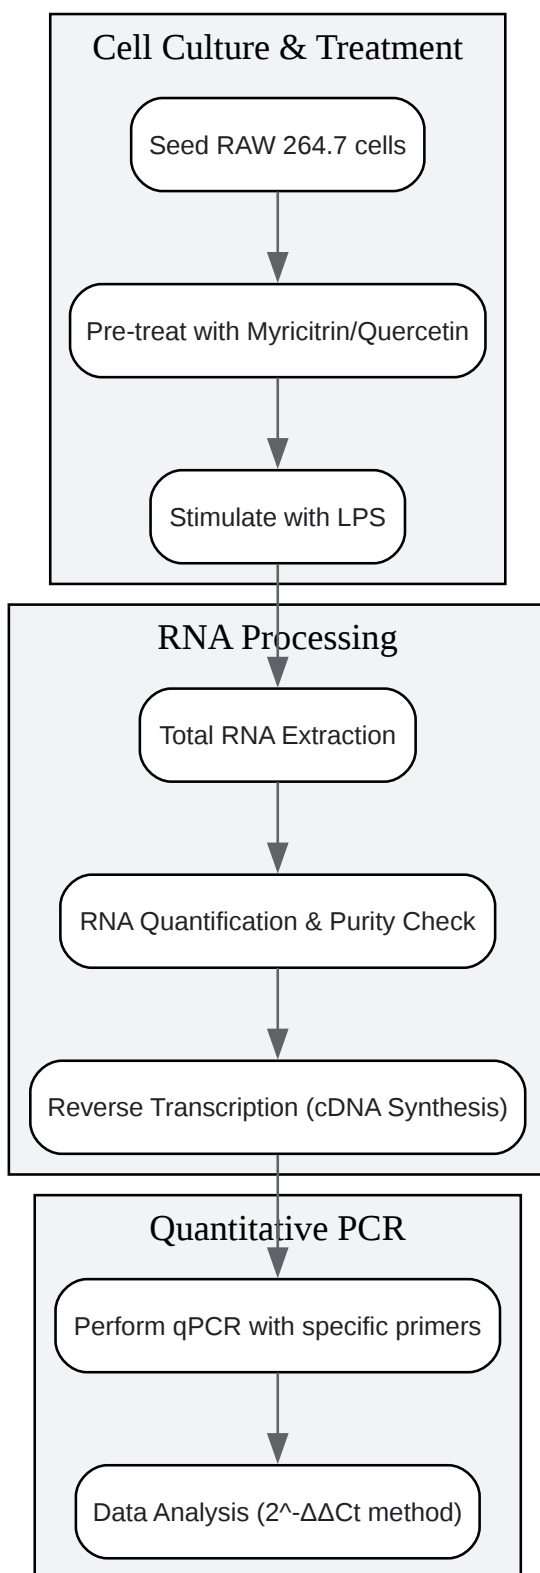 Cell Culture & Treatment
Seed RAW 264.7 cells
Pre-treat with Myricitrin/Quercetin
Stimulate with LPS
RNA Processing
Total RNA Extraction
RNA Quantification & Purity Check
Reverse Transcription (cDNA Synthesis)
Quantitative PCR
Perform qPCR with specific primers
Data Analysis (2^-ΔΔCt method)